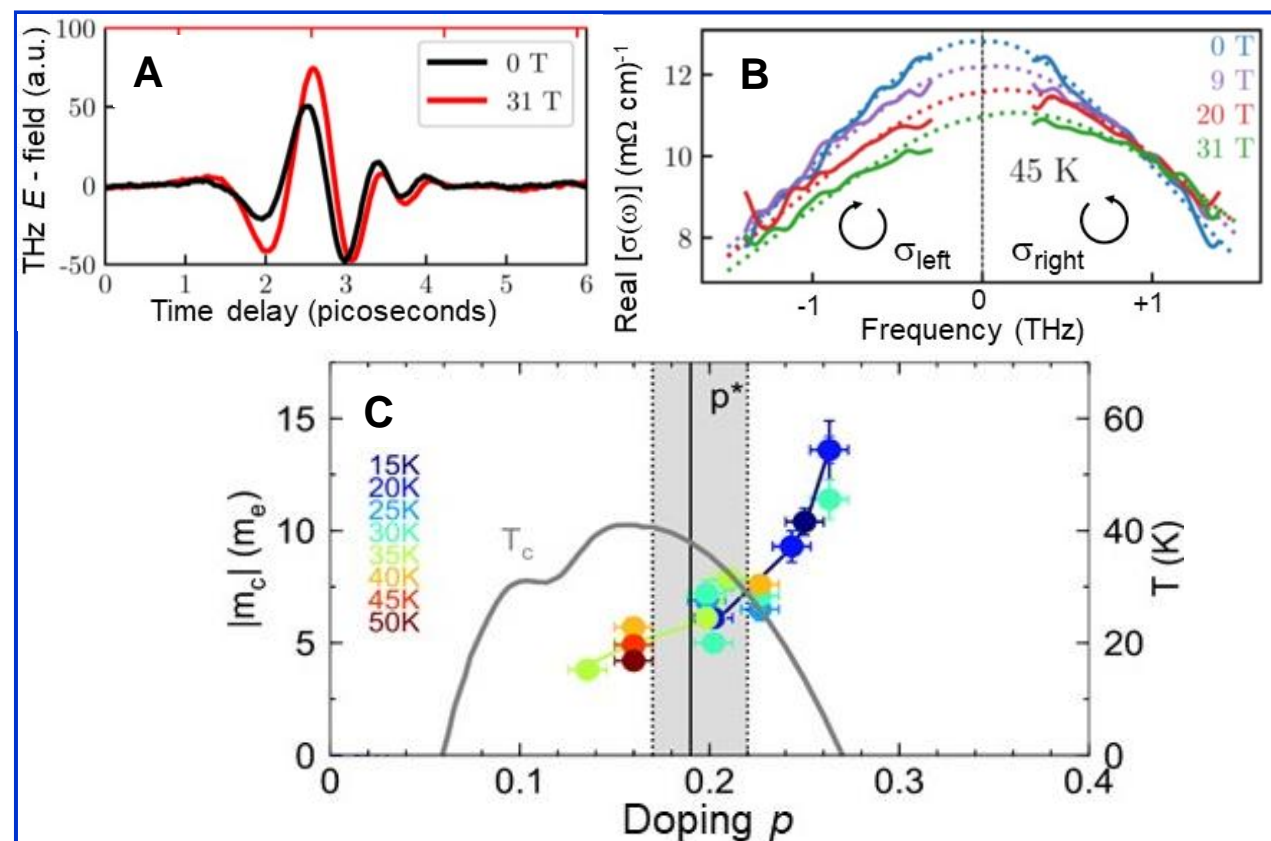 A
THz E - field (a.u.)
100
50
0
-50
0 1 2 3 4 5 6
Time delay (picoseconds)
0 T
31 T
B
Real [σ(ω)] (mΩ cm)-1
12
10
8
0 T
9 T
20 T
31 T
45 K
σleft
σright
-1 0 +1
Frequency (THz)
C
|mc| (me)
15
10
5
0
15K
20K
25K
30K
35K
40K
45K
50K
Tc
p*
60
40
20
0
T (K)
0 0.1 0.2 0.3 0.4
Doping p